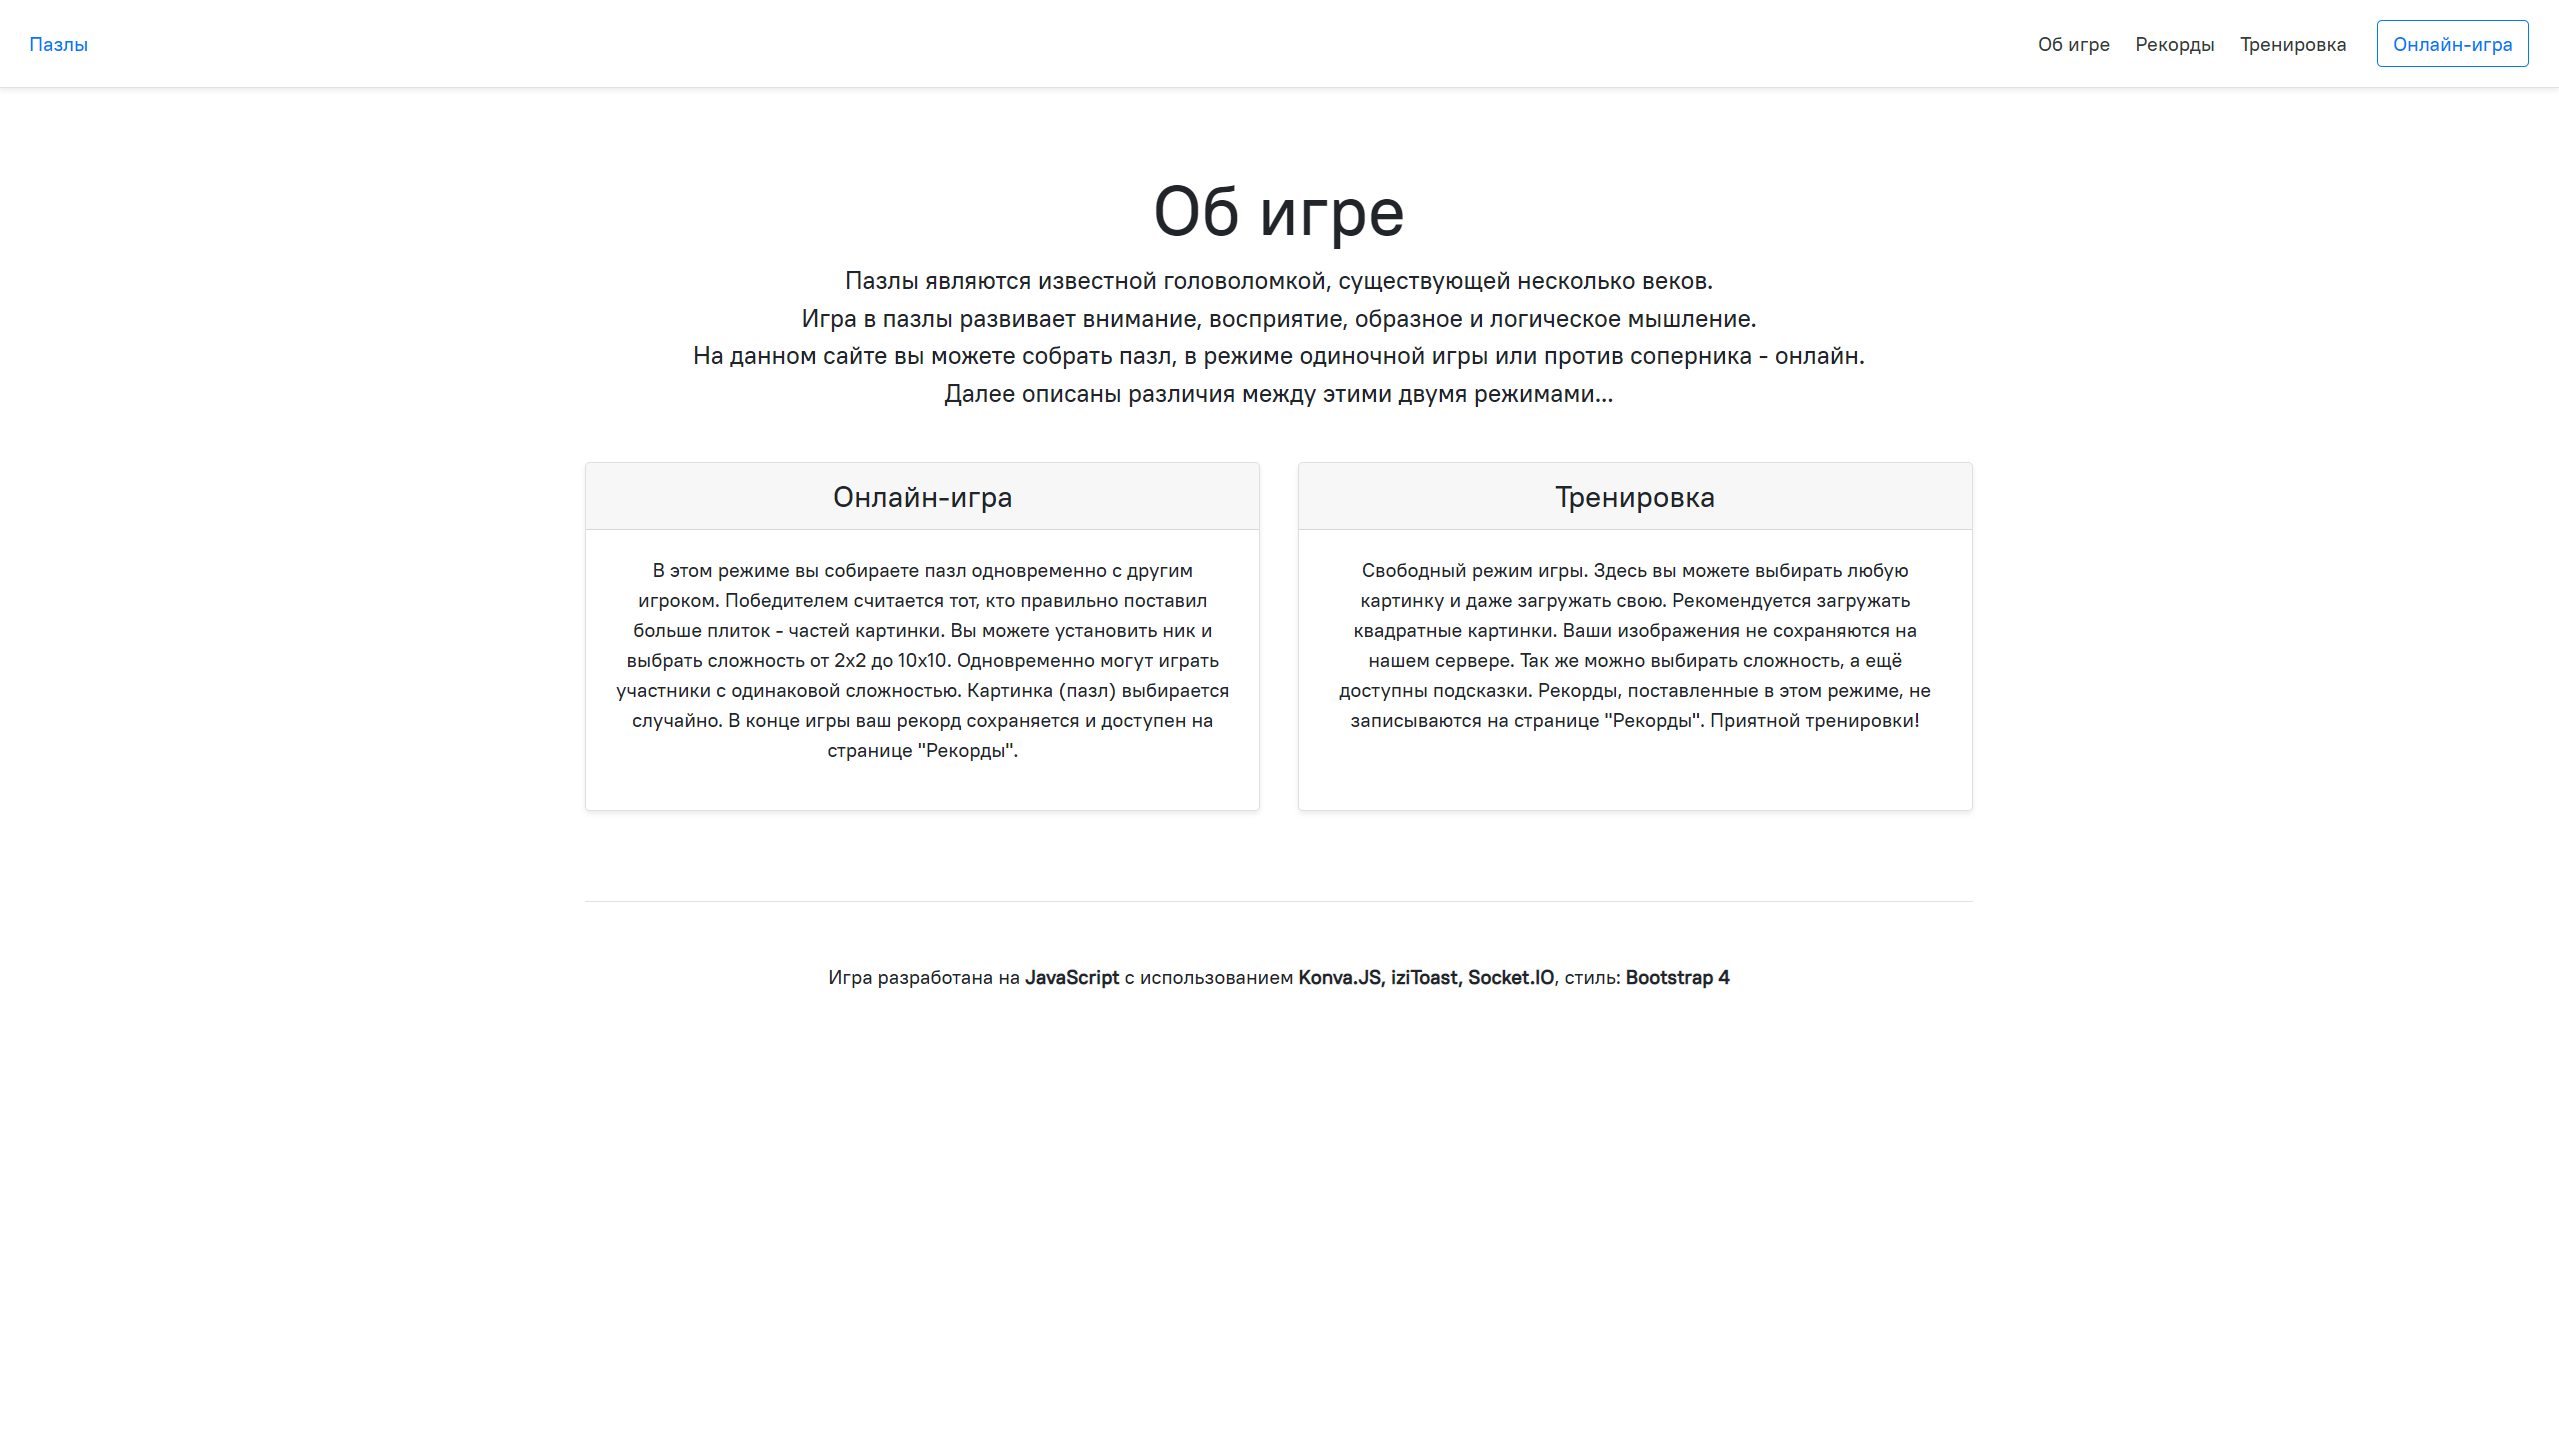 Пазлы
Об игре
Рекорды
Тренировка
Онлайн-игра
Об игре
Пазлы являются известной головоломкой, существующей несколько веков.
Игра в пазлы развивает внимание, восприятие, образное и логическое мышление.
На данном сайте вы можете собрать пазл, в режиме одиночной игры или против соперника - онлайн.
Далее описаны различия между этими двумя режимами...
Онлайн-игра
В этом режиме вы собираете пазл одновременно с другим
игроком. Победителем считается тот, кто правильно поставил
больше плиток - частей картинки. Вы можете установить ник и
выбрать сложность от 2x2 до 10x10. Одновременно могут играть
участники с одинаковой сложностью. Картинка (пазл) выбирается
случайно. В конце игры ваш рекорд сохраняется и доступен на
странице "Рекорды".
Тренировка
Свободный режим игры. Здесь вы можете выбирать любую
картинку и даже загружать свою. Рекомендуется загружать
квадратные картинки. Ваши изображения не сохраняются на
нашем сервере. Так же можно выбирать сложность, а ещё
доступны подсказки. Рекорды, поставленные в этом режиме, не
записываются на странице "Рекорды". Приятной тренировки!
Игра разработана на JavaScript с использованием Konva.JS, iziToast, Socket.IO, стиль: Bootstrap 4